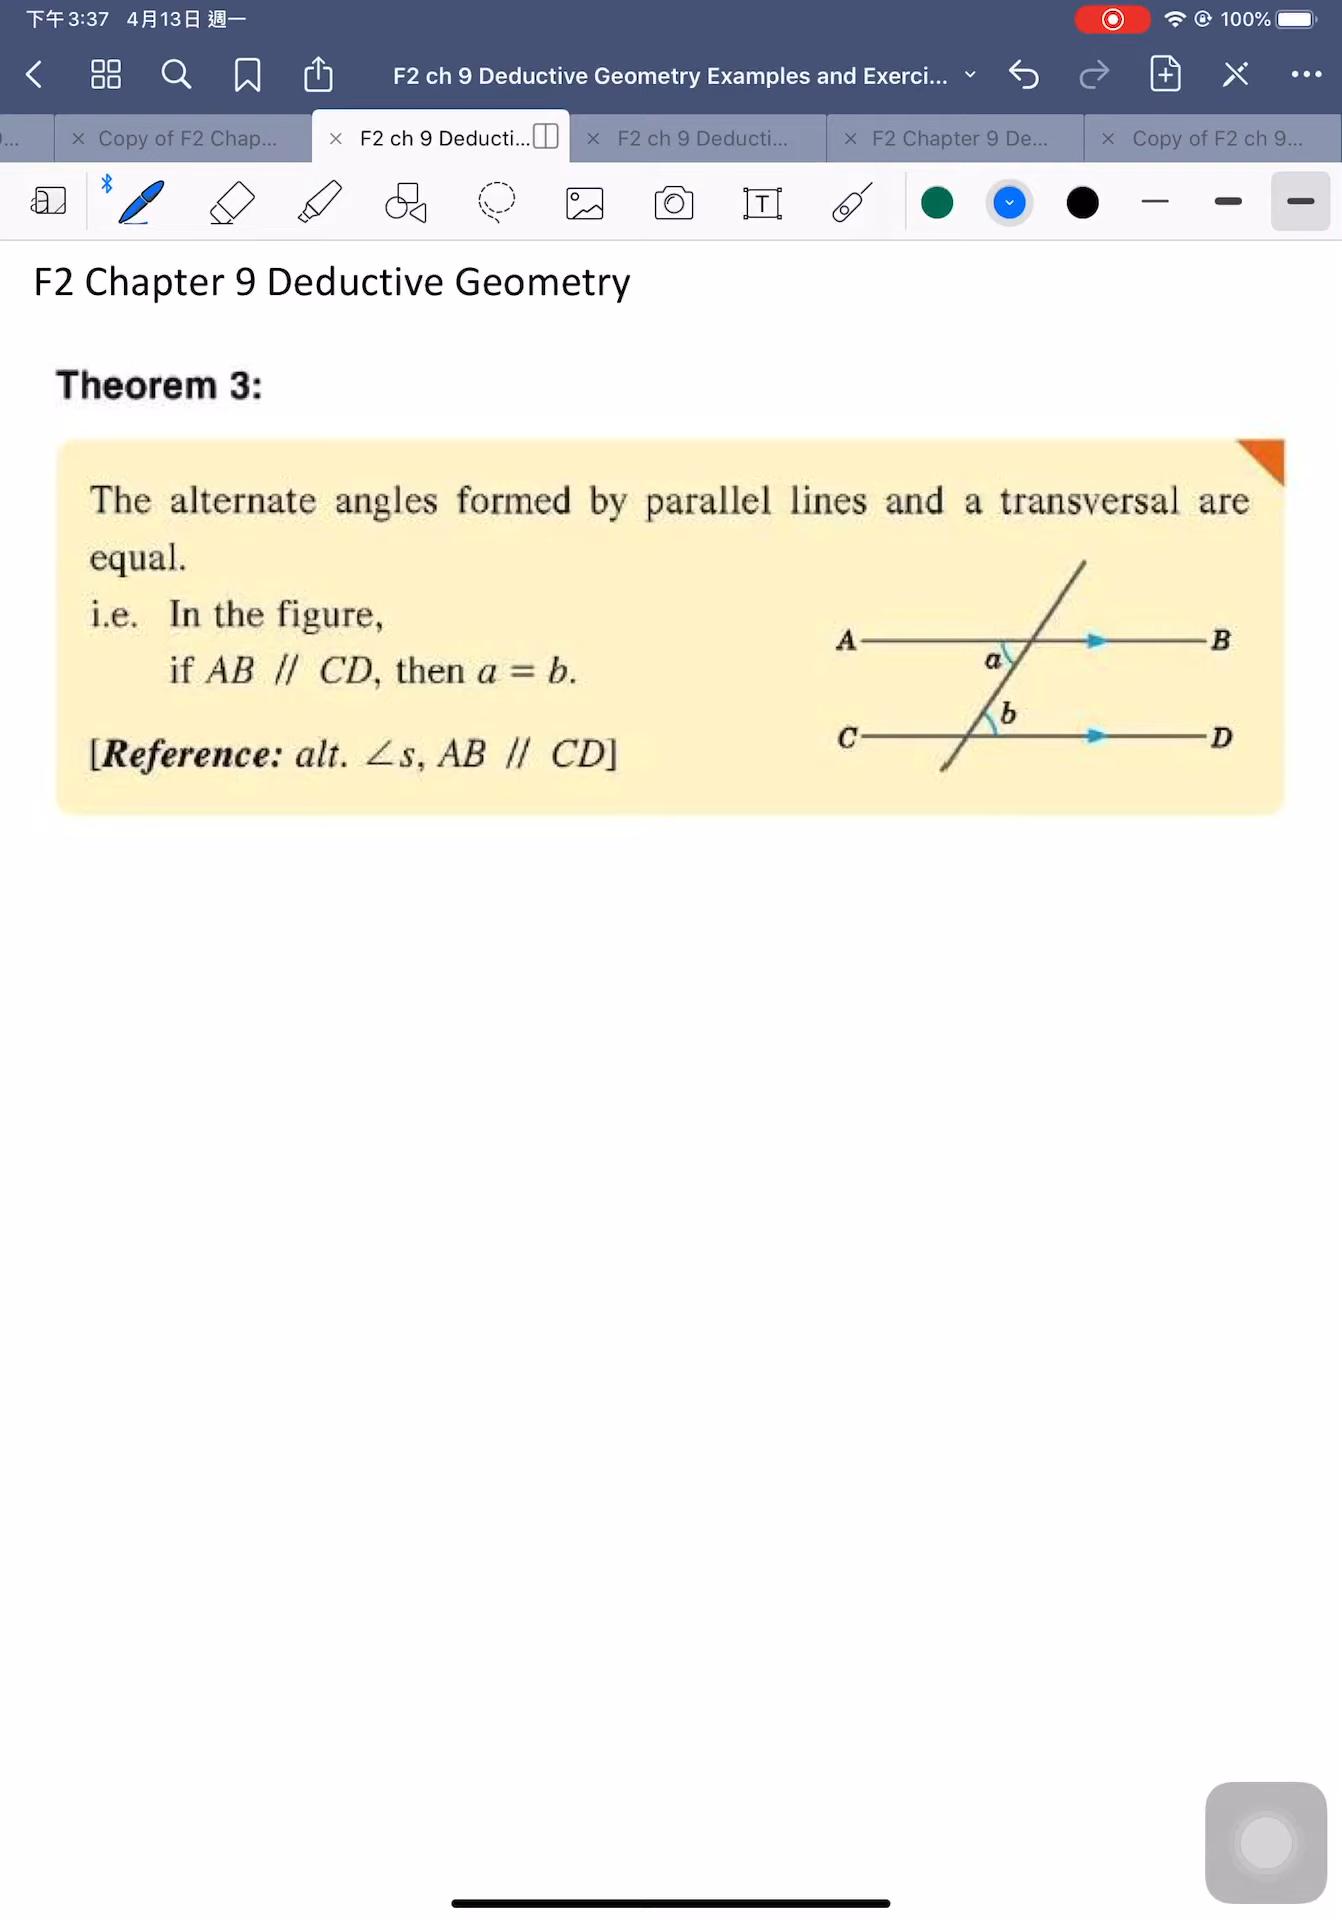 下午3:37 4月13日 週一
100%
F2 ch 9 Deductive Geometry Examples and Exerci...
...
Copy of F2 Chap...
F2 ch 9 Deducti...
F2 ch 9 Deducti...
F2 Chapter 9 De...
Copy of F2 ch 9...
F2 Chapter 9 Deductive Geometry
Theorem 3:
The alternate angles formed by parallel lines and a transversal are
equal.
i.e. In the figure,
if AB // CD, then a = b.
[Reference: alt. ∠s, AB // CD]
A
B
a
b
C
D